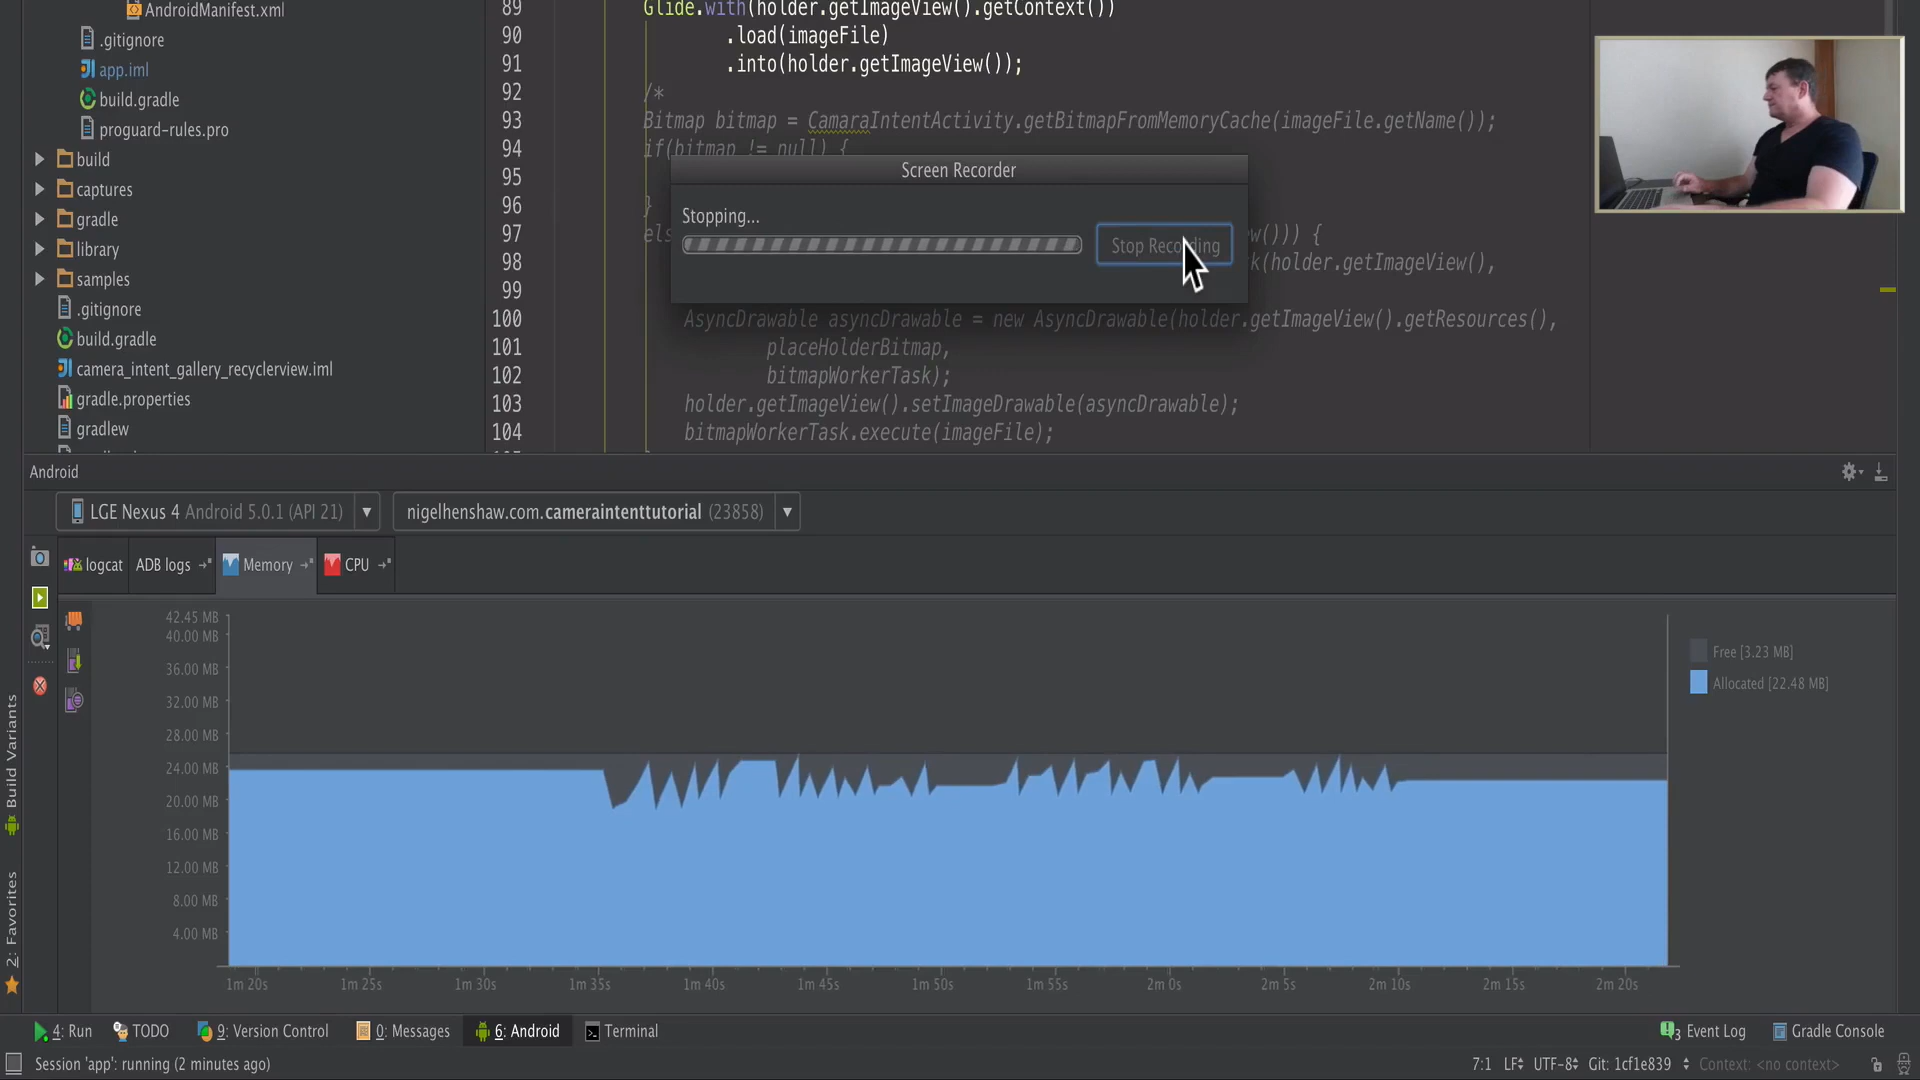 AndroidManifest.xml
.gitignore
app.iml
build.gradle
proguard-rules.pro
build
captures
gradle
library
samples
.gitignore
build.gradle
camera_intent_gallery_recyclerview.iml
gradle.properties
gradlew
89 Glide.with(holder.getImageView().getContext())
90 .load(imageFile)
91 .into(holder.getImageView());
92 /*
93 Bitmap bitmap = CamaraIntentActivity.getBitmapFromMemoryCache(imageFile.getName());
94 if(bitmap != null) {
95
96 }
97 els w())) {
98 k(holder.getImageView(),
99
100 AsyncDrawable asyncDrawable = new AsyncDrawable(holder.getImageView().getResources(),
101 placeHolderBitmap,
102 bitmapWorkerTask);
103 holder.getImageView().setImageDrawable(asyncDrawable);
104 bitmapWorkerTask.execute(imageFile);
Screen Recorder
Stopping...
Stop Recording
Android
LGE Nexus 4 Android 5.0.1 (API 21)
nigelhenshaw.com.cameraintenttutorial (23858)
logcat
ADB logs
Memory
CPU
42.45 MB
40.00 MB
36.00 MB
32.00 MB
28.00 MB
24.00 MB
20.00 MB
16.00 MB
12.00 MB
8.00 MB
4.00 MB
Free [3.23 MB]
Allocated [22.48 MB]
1m 20s 1m 25s 1m 30s 1m 35s 1m 40s 1m 45s 1m 50s 1m 55s 2m 0s 2m 5s 2m 10s 2m 15s 2m 20s
Build Variants
2: Favorites
4: Run
TODO
9: Version Control
0: Messages
6: Android
Terminal
3 Event Log
Gradle Console
Session 'app': running (2 minutes ago)
7:1 LF UTF-8 Git: 1cf1e839 Context: <no context>